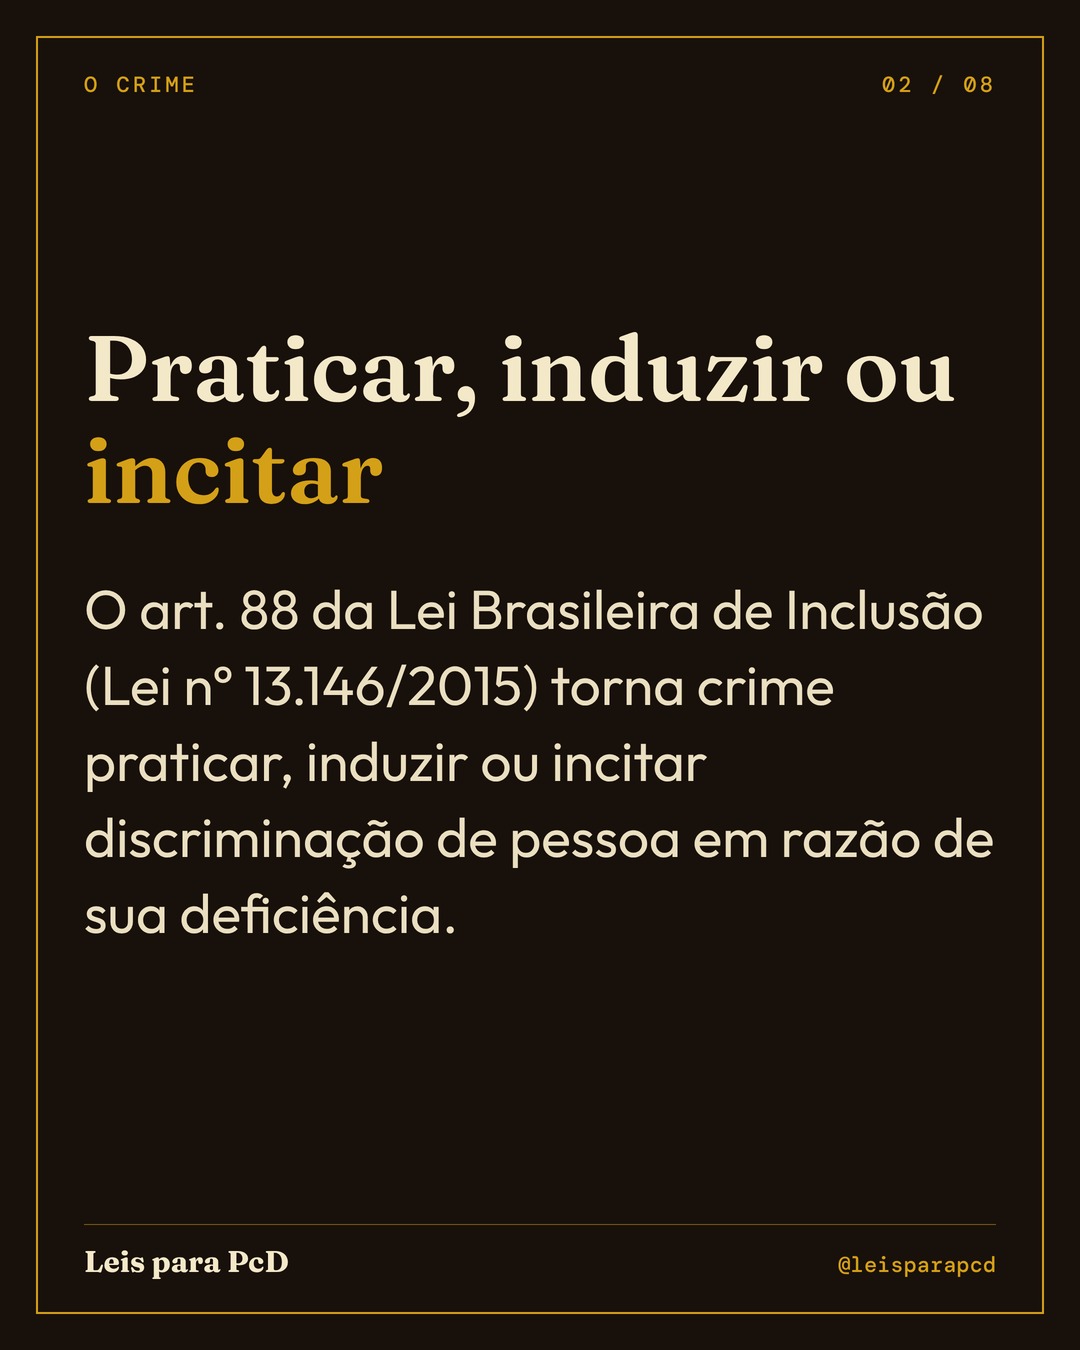 O CRIME
02 / 08
Praticar, induzir ou
incitar
O art. 88 da Lei Brasileira de Inclusão
(Lei nº 13.146/2015) torna crime
praticar, induzir ou incitar
discriminação de pessoa em razão de
sua deficiência.
Leis para PcD
@leisparapcd